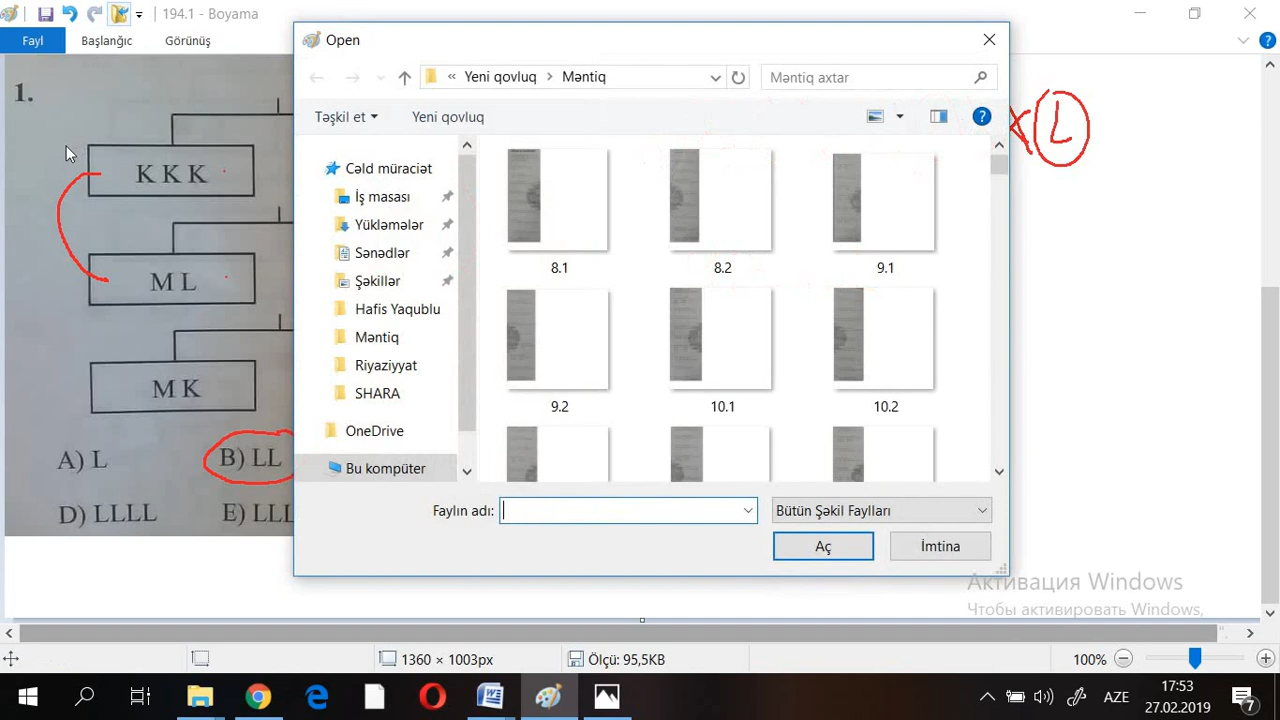 194.1 - Boyama
Fayl Başlanğıc Görünüş
1.
K K K
M L
M K
A) L B) LL
D) LLLL E) LLL
L
Open
Yeni qovluq Məntiq
Məntiq axtar
Təşkil et Yeni qovluq
Cəld müraciət
İş masası
Yükləmələr
Sənədlər
Şəkillər
Hafis Yaqublu
Məntiq
Riyaziyyat
SHARA
OneDrive
Bu kompüter
8.1 8.2 9.1
9.2 10.1 10.2
Faylın adı: Bütün Şəkil Faylları
Aç İmtina
Активация Windows
Чтобы активировать Windows,
1360 × 1003px Ölçü: 95,5KB 100%
AZE 17:53
27.02.2019 7